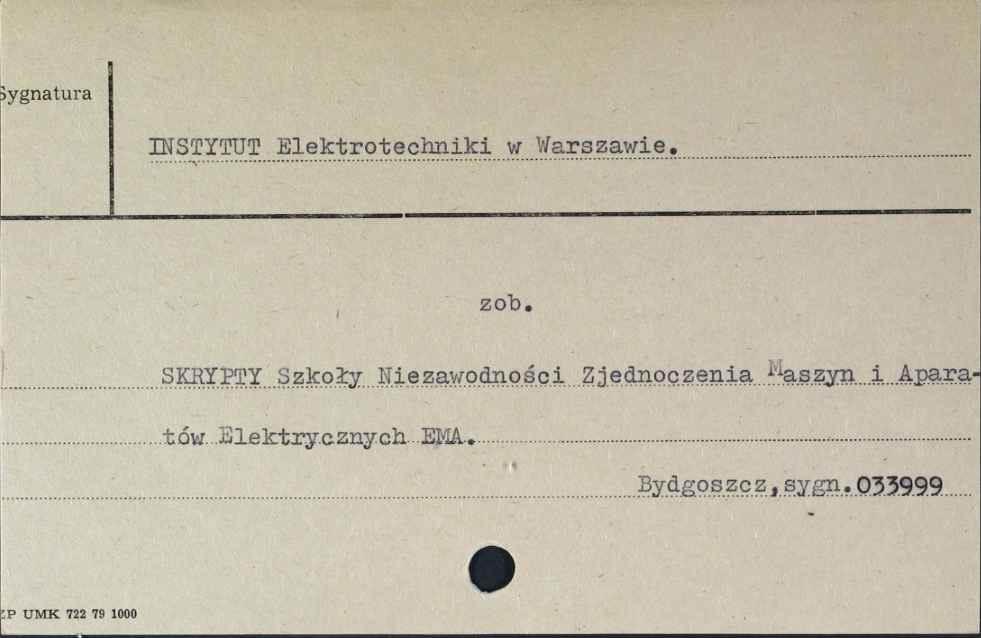 Sygnatura
INSTYTUT Elektrotechniki w Warszawie.
zob.
SKRYPTY Szkoły Niezawodności Zjednoczenia Maszyn i Apara-
tów Elektrycznych EMA.
Bydgoszcz,sygn.033999
ZP UMK 722 79 1000